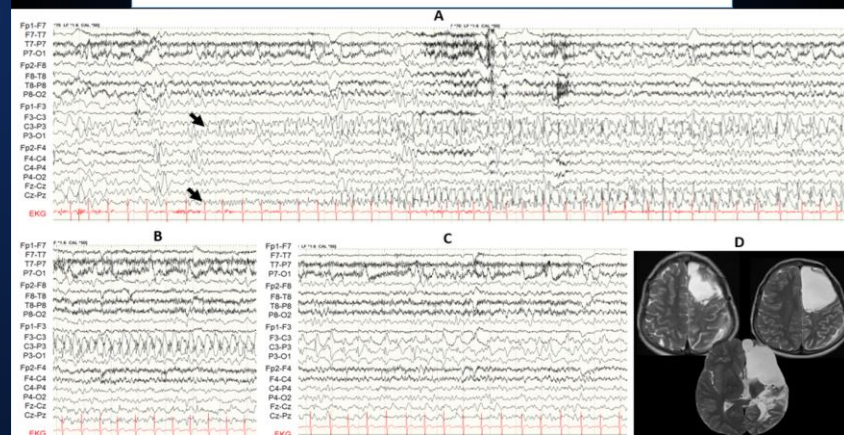 A
Fp1-F7
F7-T7
T7-P7
P7-O1
Fp2-F8
F8-T8
T8-P8
P8-O2
Fp1-F3
F3-C3
C3-P3
P3-O1
Fp2-F4
F4-C4
C4-P4
P4-O2
Fz-Cz
Cz-Pz
EKG
B
Fp1-F7
F7-T7
T7-P7
P7-O1
Fp2-F8
F8-T8
T8-P8
P8-O2
Fp1-F3
F3-C3
C3-P3
P3-O1
Fp2-F4
F4-C4
C4-P4
P4-O2
Fz-Cz
Cz-Pz
EKG
C
Fp1-F7
F7-T7
T7-P7
P7-O1
Fp2-F8
F8-T8
T8-P8
P8-O2
Fp1-F3
F3-C3
C3-P3
P3-O1
Fp2-F4
F4-C4
C4-P4
P4-O2
Fz-Cz
Cz-Pz
EKG
D